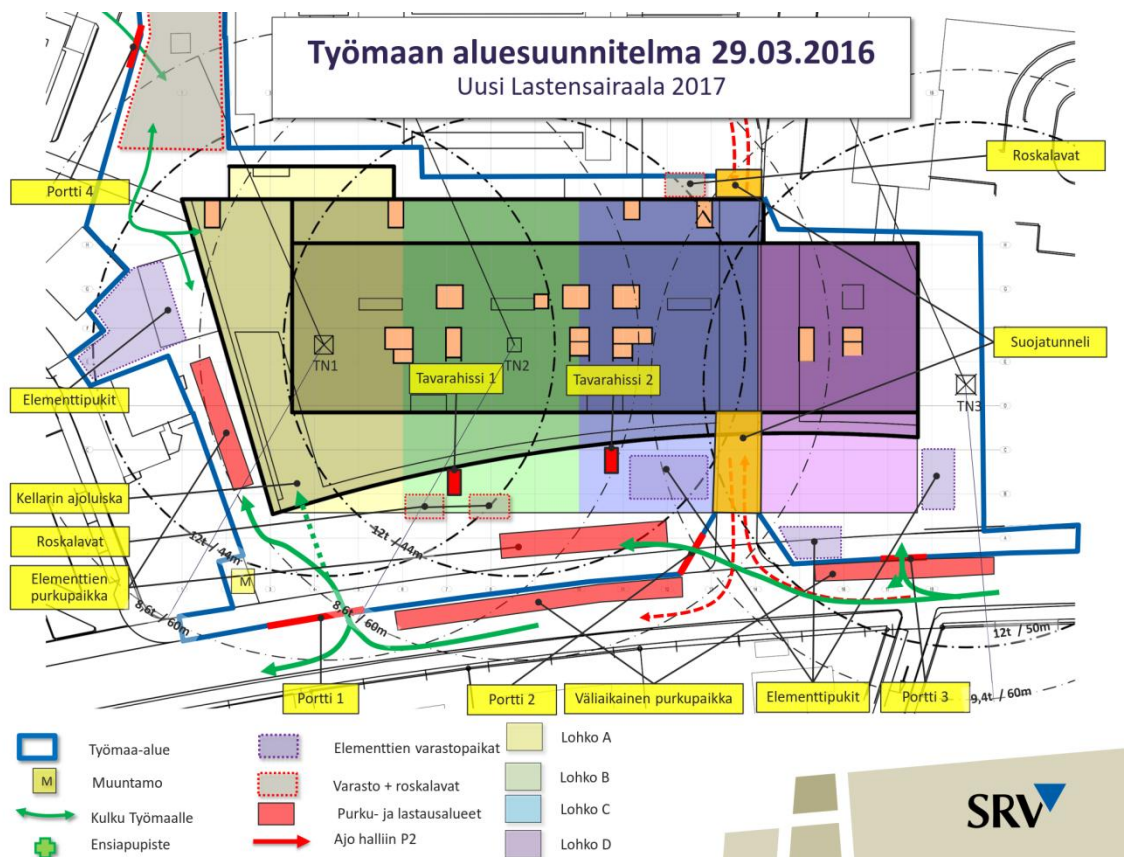 Työmaan aluesuunnitelma 29.03.2016
Uusi Lastensairaala 2017
Roskalavat
Portti 4
Suojatunneli
TN1
TN2
TN3
Tavarahissi 1
Tavarahissi 2
Elementtipukit
Kellarin ajoluiska
Roskalavat
Elementtien
purkupaikka
12t / 44m
12t / 44m
M
8,6t / 60m
8,6t / 60m
12t / 50m
9,4t / 60m
Portti 1
Portti 2
Väliaikainen purkupaikka
Elementtipukit
Portti 3
Työmaa-alue
M
Muuntamo
Kulku Työmaalle
Ensiapupiste
Elementtien varastopaikat
Varasto + roskalavat
Purku- ja lastausalueet
Ajo halliin P2
Lohko A
Lohko B
Lohko C
Lohko D
SRV